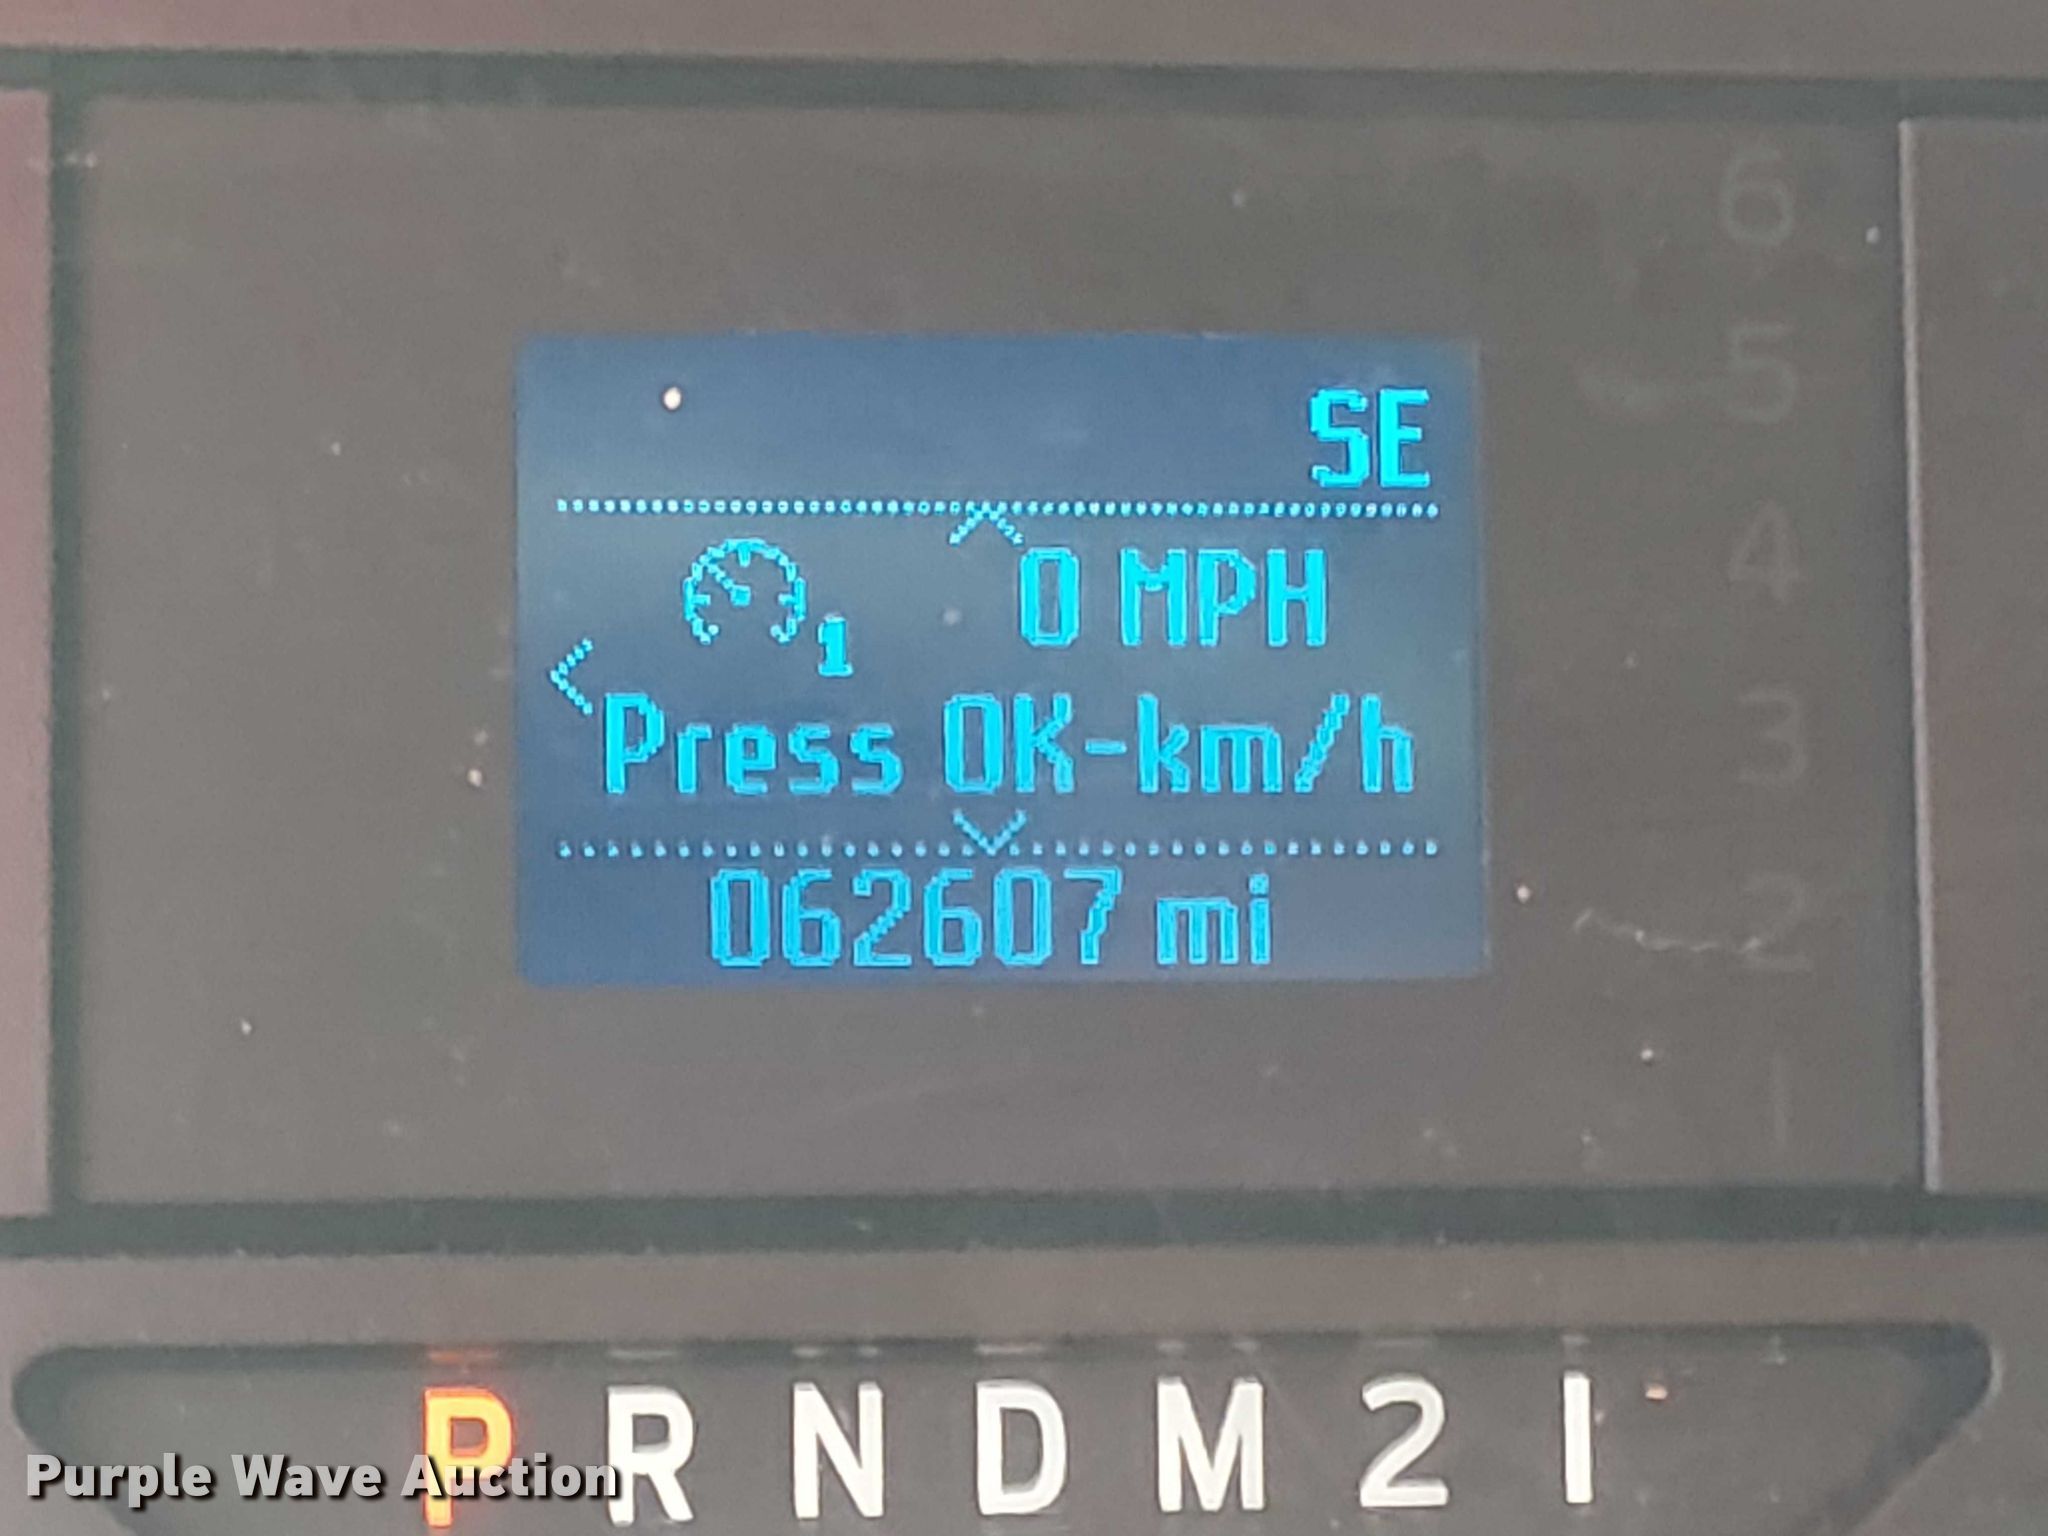 SE
0 MPH
1
Press OK-km/h
062607 mi
6
5
4
3
2
1
P R N D M 2 1
Purple Wave Auction